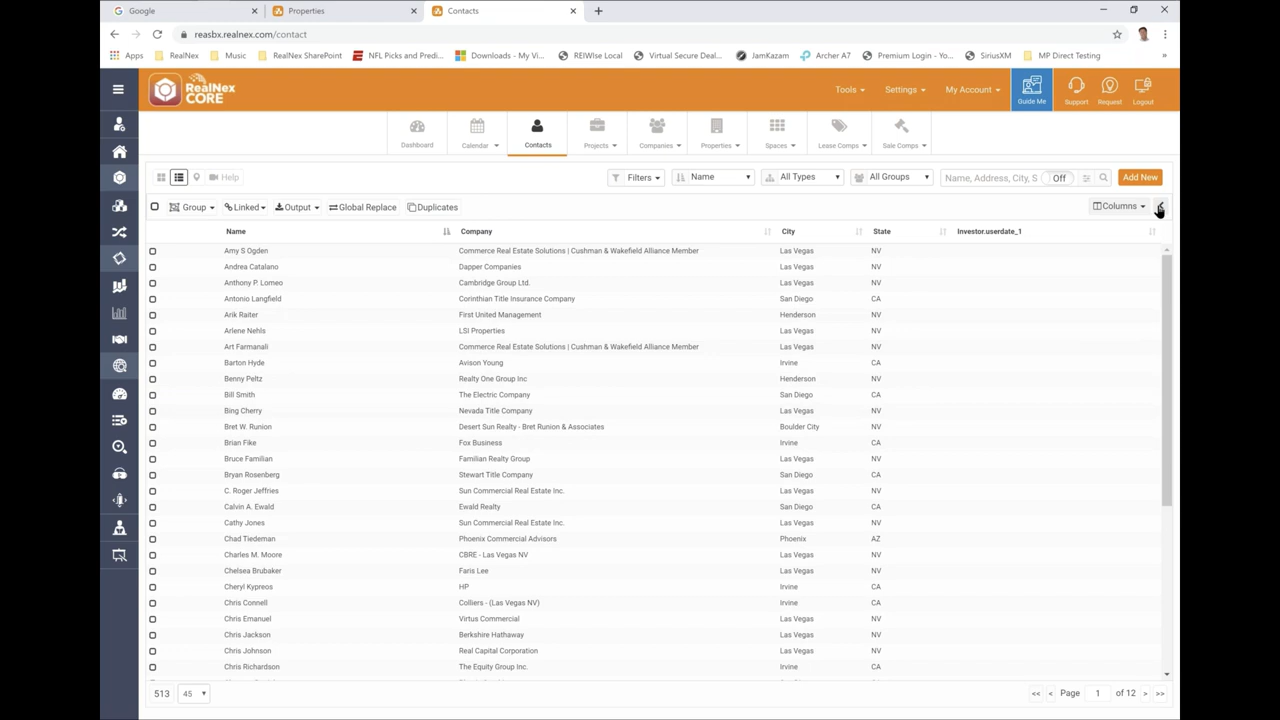 Google
Properties
Contacts
reasbx.realnex.com/contact
Apps
RealNex
Music
RealNex SharePoint
NFL Picks and Predi...
Downloads - My Vi...
REIWise Local
Virtual Secure Deal...
JamKazam
Archer A7
Premium Login - Yo...
SiriusXM
MP Direct Testing
»
RealNex
CORE
Tools
Settings
My Account
Guide Me
Support
Request
Logout
Dashboard
Calendar
Contacts
Projects
Companies
Properties
Spaces
Lease Comps
Sale Comps
Help
Filters
Name
All Types
All Groups
Name, Address, City, S
Off
Add New
Group
Linked
Output
Global Replace
Duplicates
Columns
Name Company City State Investor.userdate_1
Amy S Ogden Commerce Real Estate Solutions | Cushman & Wakefield Alliance Member Las Vegas NV
Andrea Catalano Dapper Companies Las Vegas NV
Anthony P. Lomeo Cambridge Group Ltd. Las Vegas NV
Antonio Langfield Corinthian Title Insurance Company San Diego CA
Arik Raiter First United Management Henderson NV
Arlene Nehls LSI Properties Las Vegas NV
Art Farmanali Commerce Real Estate Solutions | Cushman & Wakefield Alliance Member Las Vegas NV
Barton Hyde Avison Young Irvine CA
Benny Peltz Realty One Group Inc Henderson NV
Bill Smith The Electric Company San Diego CA
Bing Cherry Nevada Title Company Las Vegas NV
Bret W. Runion Desert Sun Realty - Bret Runion & Associates Boulder City NV
Brian Fike Fox Business Irvine CA
Bruce Familian Familian Realty Group Las Vegas NV
Bryan Rosenberg Stewart Title Company San Diego CA
C. Roger Jeffries Sun Commercial Real Estate Inc. Las Vegas NV
Calvin A. Ewald Ewald Realty San Diego CA
Cathy Jones Sun Commercial Real Estate Inc. Las Vegas NV
Chad Tiedeman Phoenix Commercial Advisors Phoenix AZ
Charles M. Moore CBRE - Las Vegas NV Las Vegas NV
Chelsea Brubaker Faris Lee Las Vegas NV
Cheryl Kypreos HP Irvine CA
Chris Connell Colliers - (Las Vegas NV) Irvine CA
Chris Emanuel Virtus Commercial Las Vegas NV
Chris Jackson Berkshire Hathaway Las Vegas NV
Chris Johnson Real Capital Corporation Las Vegas NV
Chris Richardson The Equity Group Inc. Irvine CA
513 45 << < Page 1 of 12 > >>